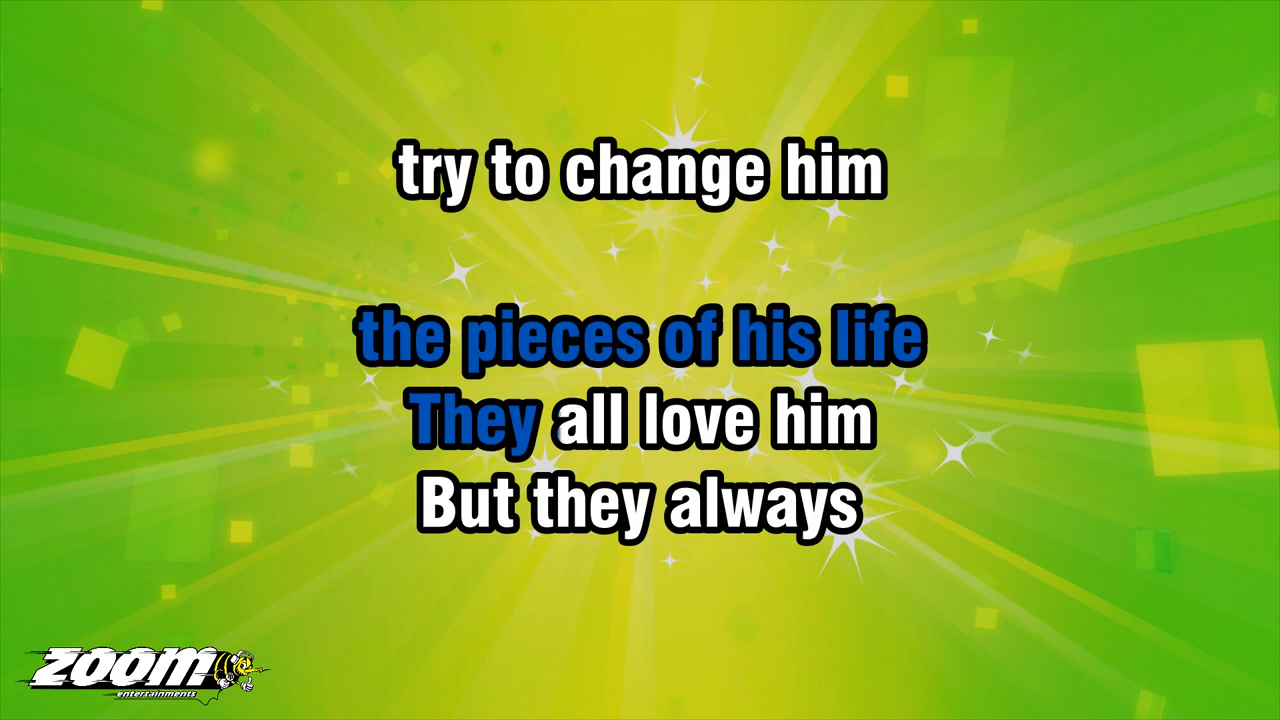 try to change him
the pieces of his life
They all love him
But they always
zoom
entertainments